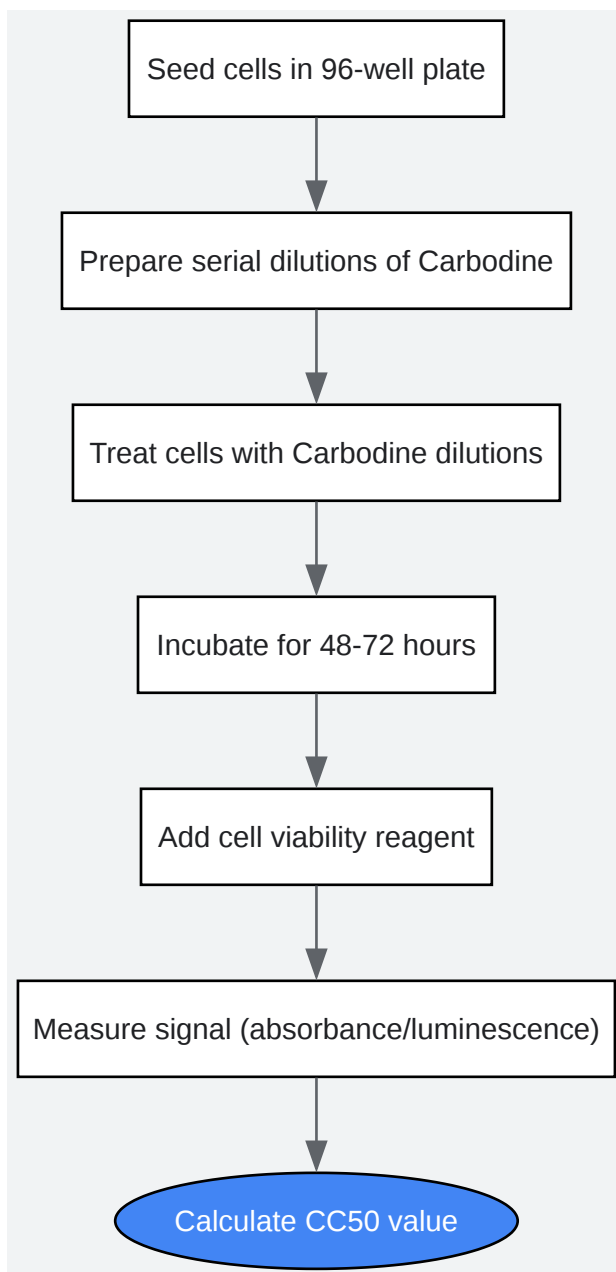 Seed cells in 96-well plate
Prepare serial dilutions of Carbodine
Treat cells with Carbodine dilutions
Incubate for 48-72 hours
Add cell viability reagent
Measure signal (absorbance/luminescence)
Calculate CC50 value